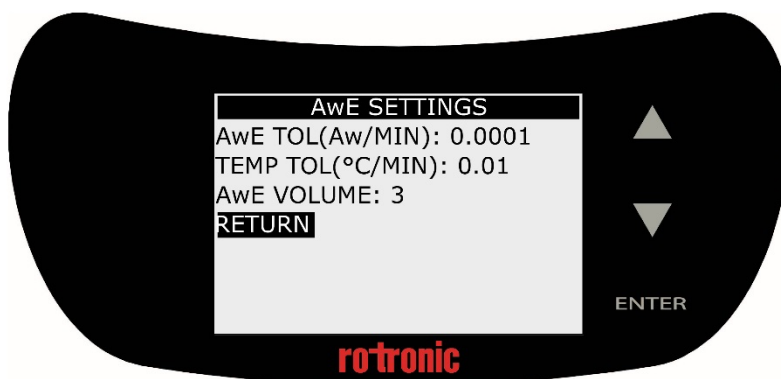 AwE SETTINGS
AwE TOL(Aw/MIN): 0.0001
TEMP TOL(°C/MIN): 0.01
AwE VOLUME: 3
RETURN
ENTER
rotronic